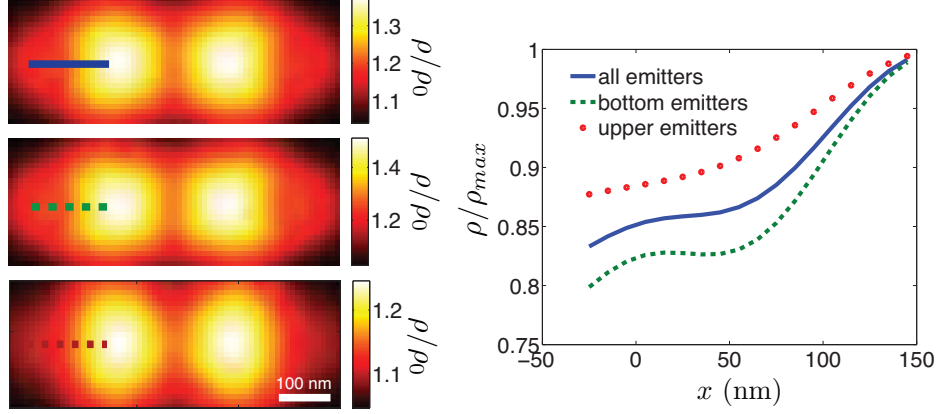 1.3
1.2
1.1
ρ/ρ0
1.4
1.2
ρ/ρ0
1.2
1.1
ρ/ρ0
100 nm
1
0.95
0.9
0.85
0.8
0.75
ρ/ρmax
all emitters
bottom emitters
upper emitters
−50 0 50 100 150
x (nm)